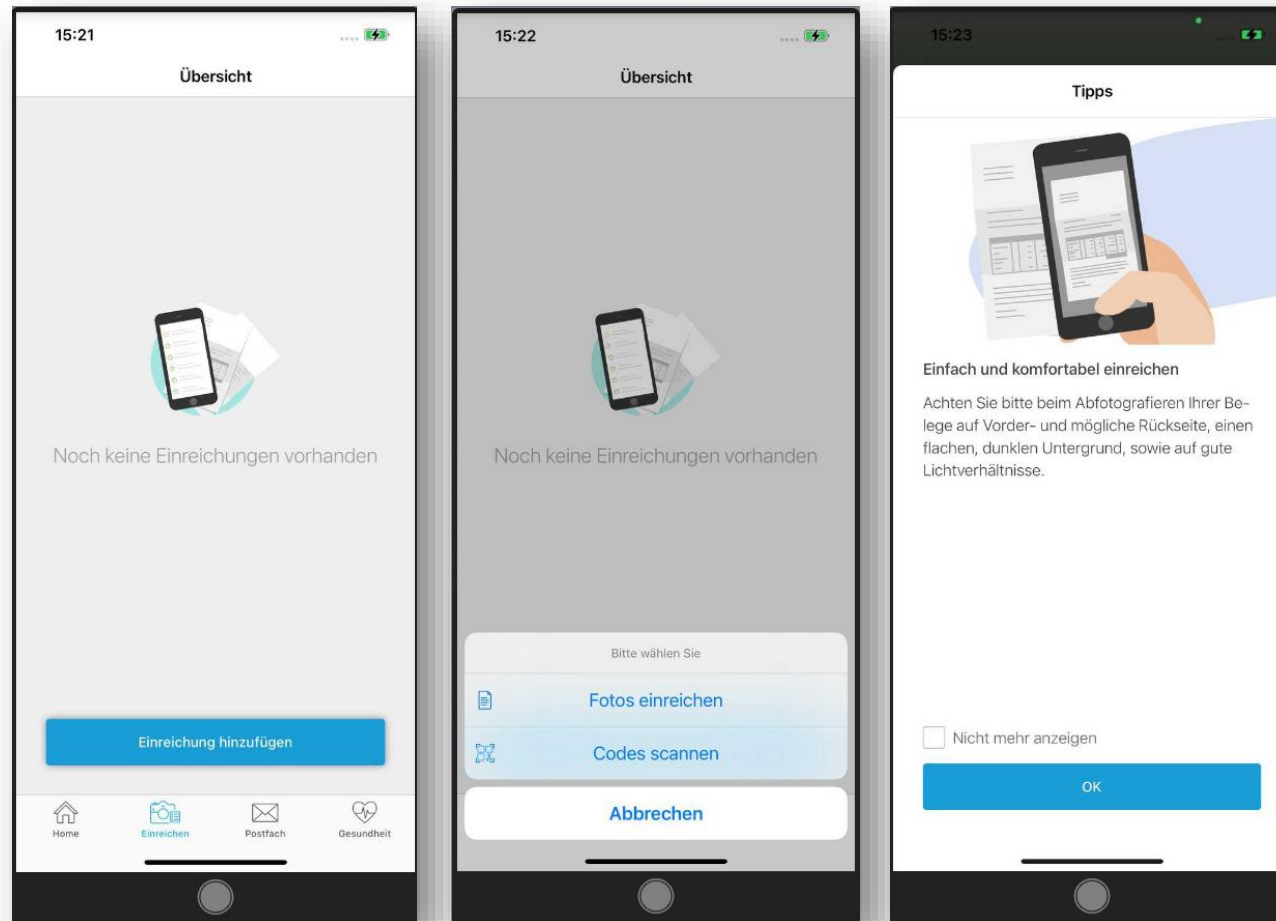 15:21
Übersicht
Noch keine Einreichungen vorhanden
Einreichung hinzufügen
Home
Einreichen
Postfach
Gesundheit
15:22
Übersicht
Noch keine Einreichungen vorhanden
Bitte wählen Sie
Fotos einreichen
Codes scannen
Abbrechen
15:23
Tipps
Einfach und komfortabel einreichen
Achten Sie bitte beim Abfotografieren Ihrer Be-
lege auf Vorder- und mögliche Rückseite, einen
flachen, dunklen Untergrund, sowie auf gute
Lichtverhältnisse.
Nicht mehr anzeigen
OK